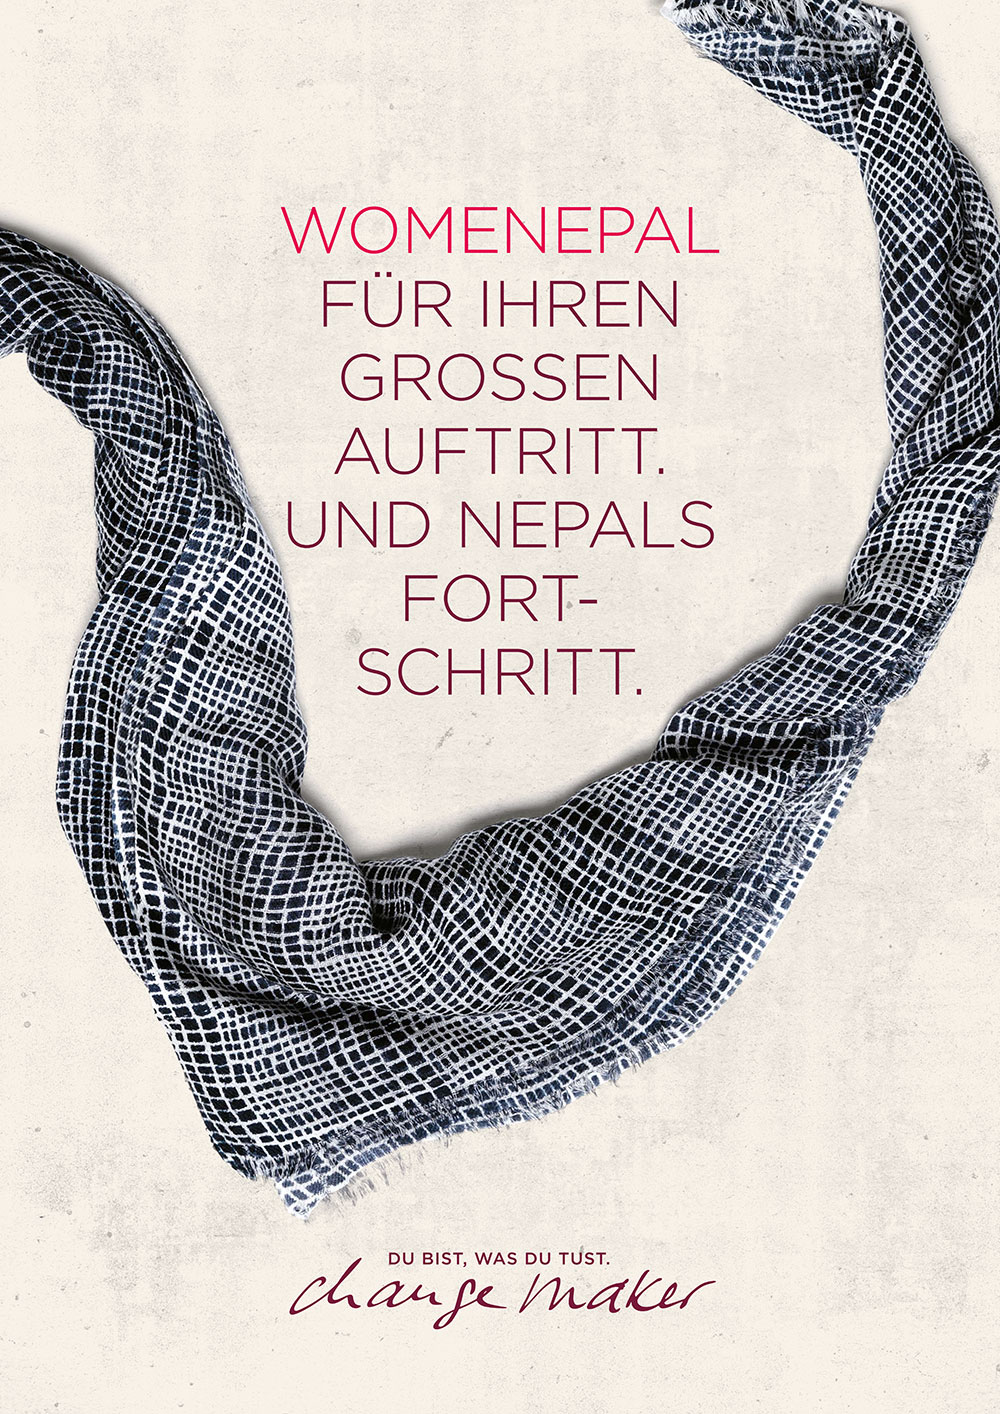 WOMENEPAL
FÜR IHREN
GROSSEN
AUFTRITT.
UND NEPALS
FORT-
SCHRITT.
DU BIST, WAS DU TUST.
change maker